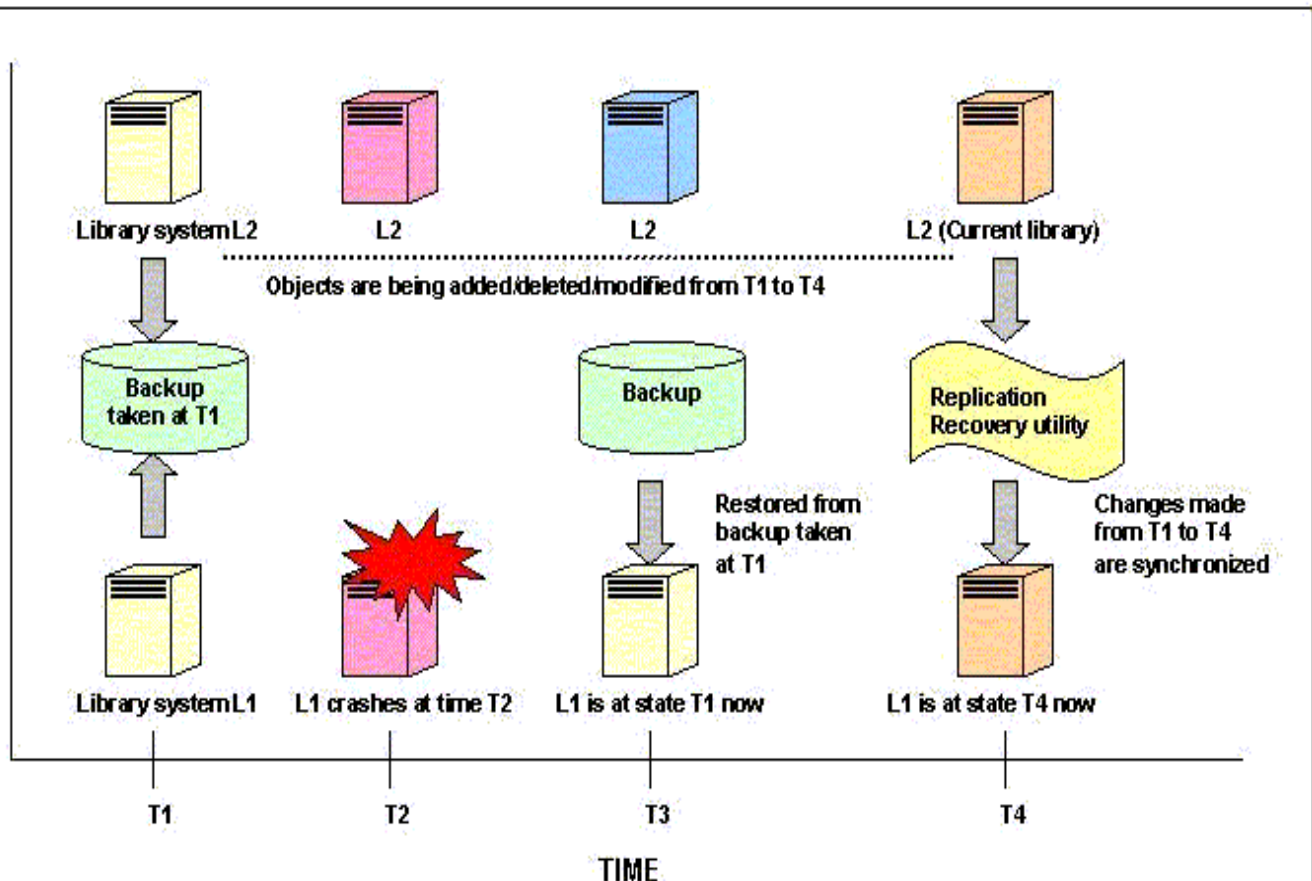 Library system L2
L2
L2
L2 (Current library)
Objects are being added/deleted/modified from T1 to T4
Backup
taken at T1
Backup
Replication
Recovery utility
Restored from
backup taken
at T1
Changes made
from T1 to T4
are synchronized
Library system L1
L1 crashes at time T2
L1 is at state T1 now
L1 is at state T4 now
T1
T2
T3
T4
TIME